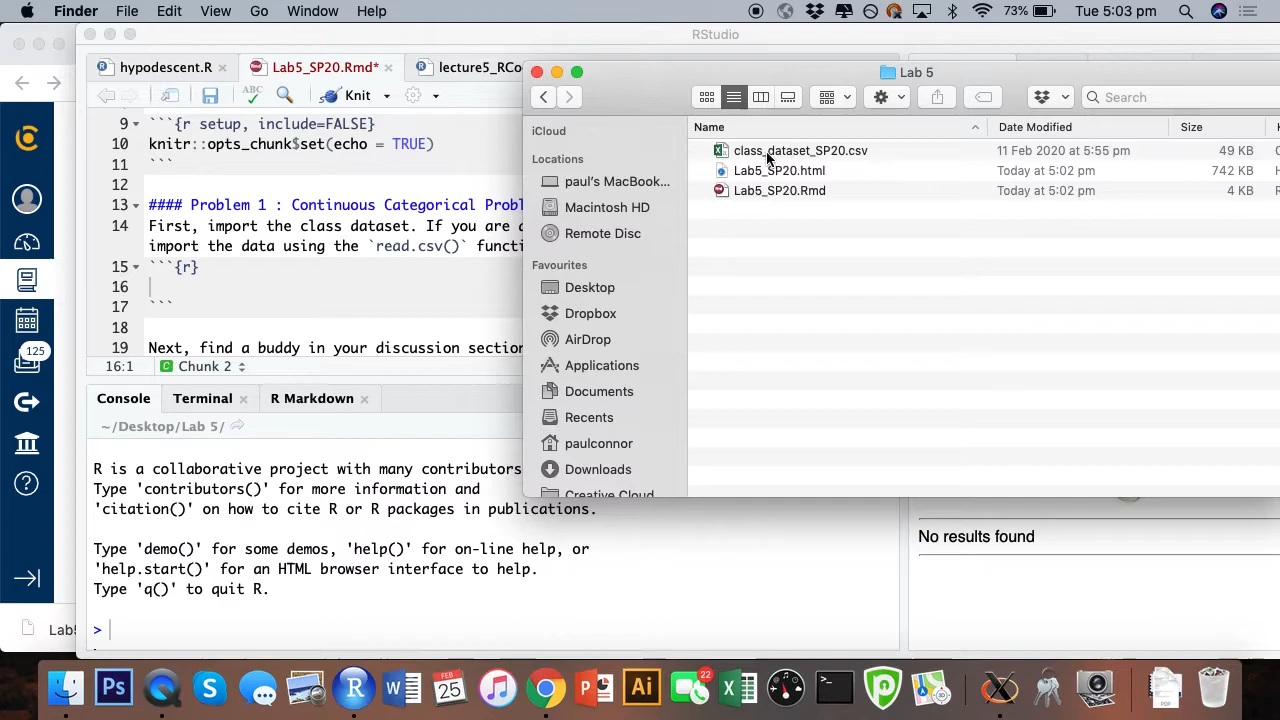 Finder File Edit View Go Window Help 73% Tue 5:03 pm
RStudio
hypodescent.R Lab5_SP20.Rmd* lecture5_RCo
Knit
9 ```{r setup, include=FALSE}
10 knitr::opts_chunk$set(echo = TRUE)
11 ```
12
13 #### Problem 1 : Continuous Categorical Probl
14 First, import the class dataset. If you are a
import the data using the `read.csv()` functi
15 ```{r}
16
17 ```
18
19 Next, find a buddy in your discussion section
16:1 C Chunk 2
Console Terminal R Markdown
~/Desktop/Lab 5/
R is a collaborative project with many contributors.
Type 'contributors()' for more information and
'citation()' on how to cite R or R packages in publications.
Type 'demo()' for some demos, 'help()' for on-line help, or
'help.start()' for an HTML browser interface to help.
Type 'q()' to quit R.
>
Lab 5
Search
Name Date Modified Size
class_dataset_SP20.csv 11 Feb 2020 at 5:55 pm 49 KB
Lab5_SP20.html Today at 5:02 pm 742 KB
Lab5_SP20.Rmd Today at 5:02 pm 4 KB
iCloud
Locations
paul's MacBook...
Macintosh HD
Remote Disc
Favourites
Desktop
Dropbox
AirDrop
Applications
Documents
Recents
paulconnor
Downloads
Creative Cloud
No results found
125
Lab5
Ps
FEB
25
22
Ai
PDF